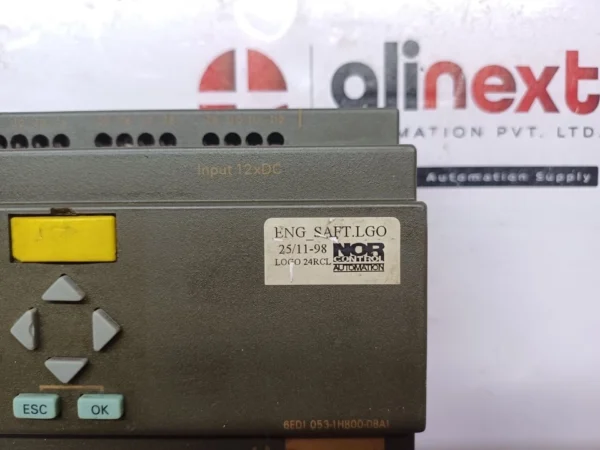 alinext
MATION PVT. LTD.
Automation Supply
Input 12xDC
ENG_SAFT.LGO
25/11-98 NOR
CONTROL
LOGO 24RCL AUTOMATION
ESC OK
6ED1 053-1HB00-0BA1